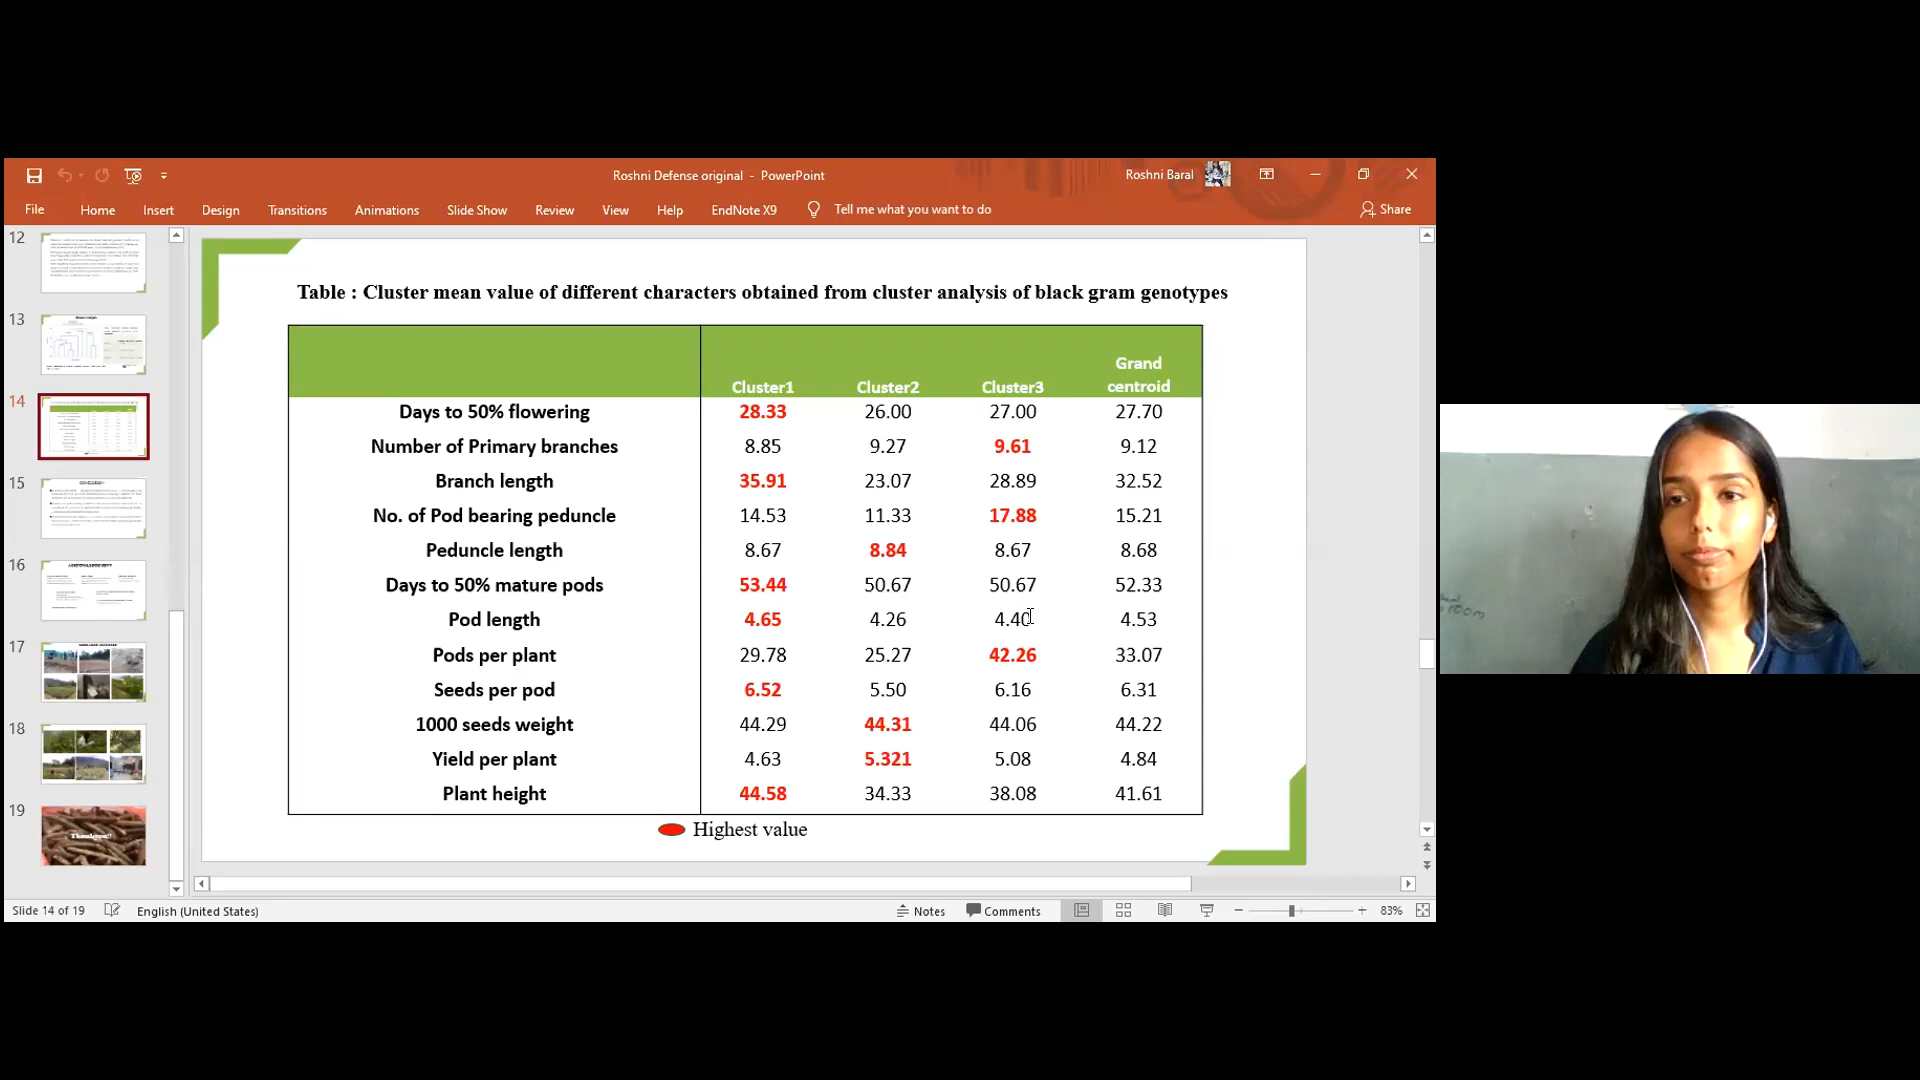 Roshni Defense original - PowerPoint
Roshni Baral
File Home Insert Design Transitions Animations Slide Show Review View Help EndNote X9 Tell me what you want to do Share
12
13
14
15
16
17
18
19
Thank you!!
Table : Cluster mean value of different characters obtained from cluster analysis of black gram genotypes
Cluster1 Cluster2 Cluster3 Grand centroid
Days to 50% flowering 28.33 26.00 27.00 27.70
Number of Primary branches 8.85 9.27 9.61 9.12
Branch length 35.91 23.07 28.89 32.52
No. of Pod bearing peduncle 14.53 11.33 17.88 15.21
Peduncle length 8.67 8.84 8.67 8.68
Days to 50% mature pods 53.44 50.67 50.67 52.33
Pod length 4.65 4.26 4.40 4.53
Pods per plant 29.78 25.27 42.26 33.07
Seeds per pod 6.52 5.50 6.16 6.31
1000 seeds weight 44.29 44.31 44.06 44.22
Yield per plant 4.63 5.321 5.08 4.84
Plant height 44.58 34.33 38.08 41.61
Highest value
Slide 14 of 19 English (United States) Notes Comments 83%